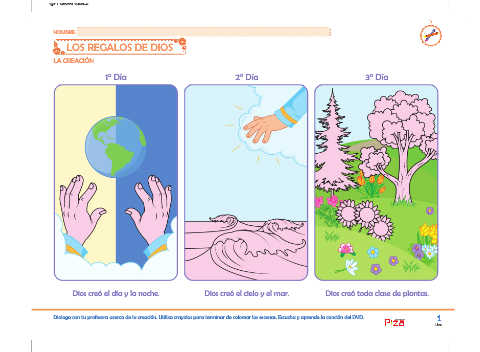 NOMBRE
LOS REGALOS DE DIOS
LA CREACIÓN
1º Día
2º Día
3º Día
Dios creó el día y la noche.
Dios creó el cielo y el mar.
Dios creó toda clase de plantas.
Dialoga con tu profesora acerca de la creación. Utiliza crayolas para terminar de colorear las escenas. Escucha y aprende la canción del DVD.
1
Uno